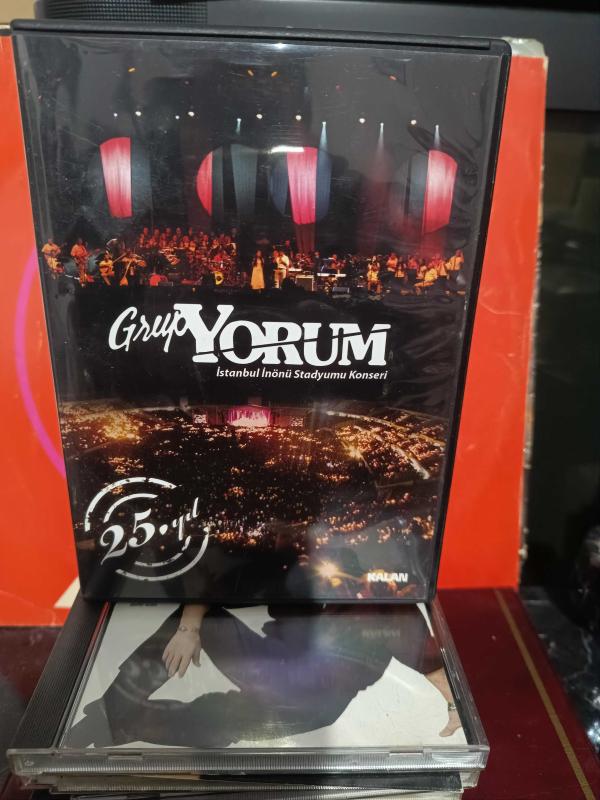 Grup YORUM
İstanbul İnönü Stadyumu Konseri
25. yıl
KALAN